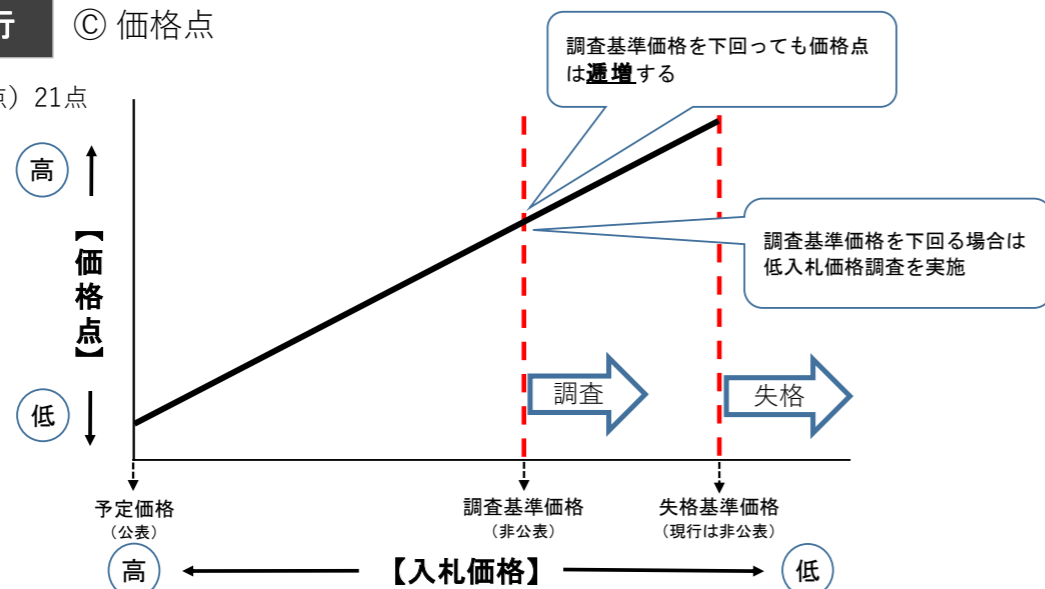 行
Ⓒ 価格点
点）21点
調査基準価格を下回っても価格点
は逓増する
高
【価格点】
調査基準価格を下回る場合は
低入札価格調査を実施
調査
失格
低
予定価格
（公表）
調査基準価格
（非公表）
失格基準価格
（現行は非公表）
高
【入札価格】
低